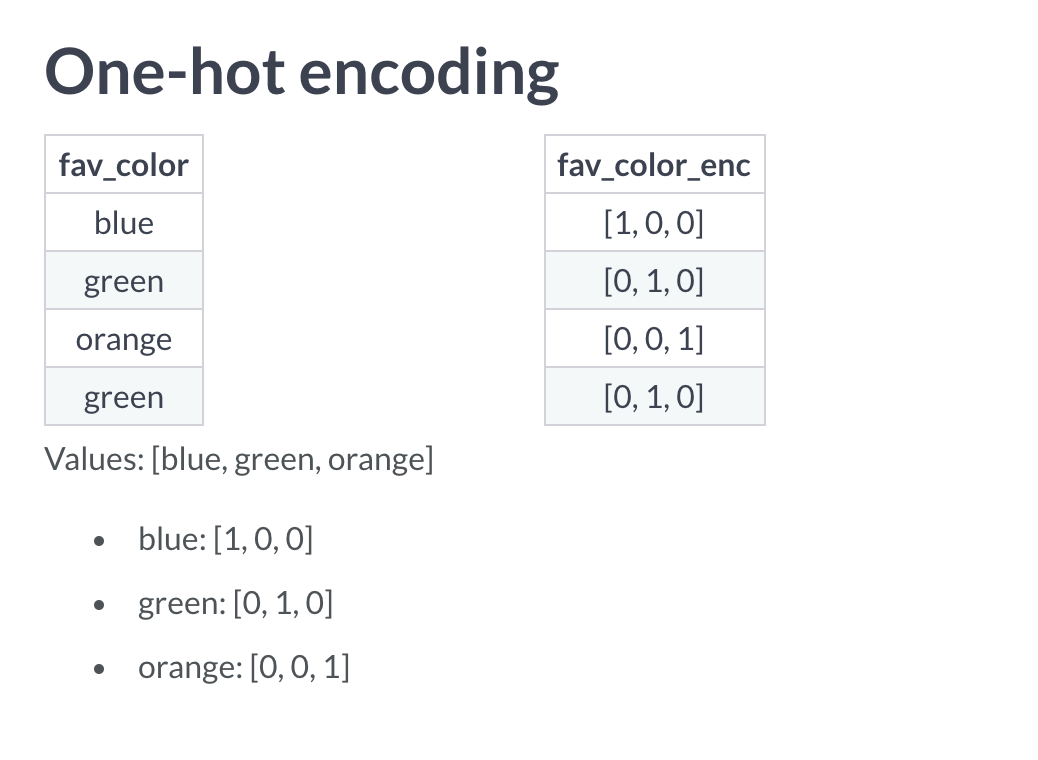 One-hot encoding
fav_color fav_color_enc
blue [1, 0, 0]
green [0, 1, 0]
orange [0, 0, 1]
green [0, 1, 0]
Values: [blue, green, orange]
• blue: [1, 0, 0]
• green: [0, 1, 0]
• orange: [0, 0, 1]